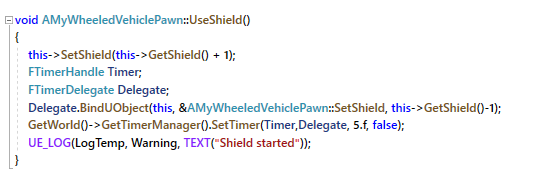 void AMyWheeledVehiclePawn::UseShield()
{
this->SetShield(this->GetShield() + 1);
FTimerHandle Timer;
FTimerDelegate Delegate;
Delegate.BindUObject(this, &AMyWheeledVehiclePawn::SetShield, this->GetShield()-1);
GetWorld()->GetTimerManager().SetTimer(Timer,Delegate, 5.f, false);
UE_LOG(LogTemp, Warning, TEXT("Shield started"));
}